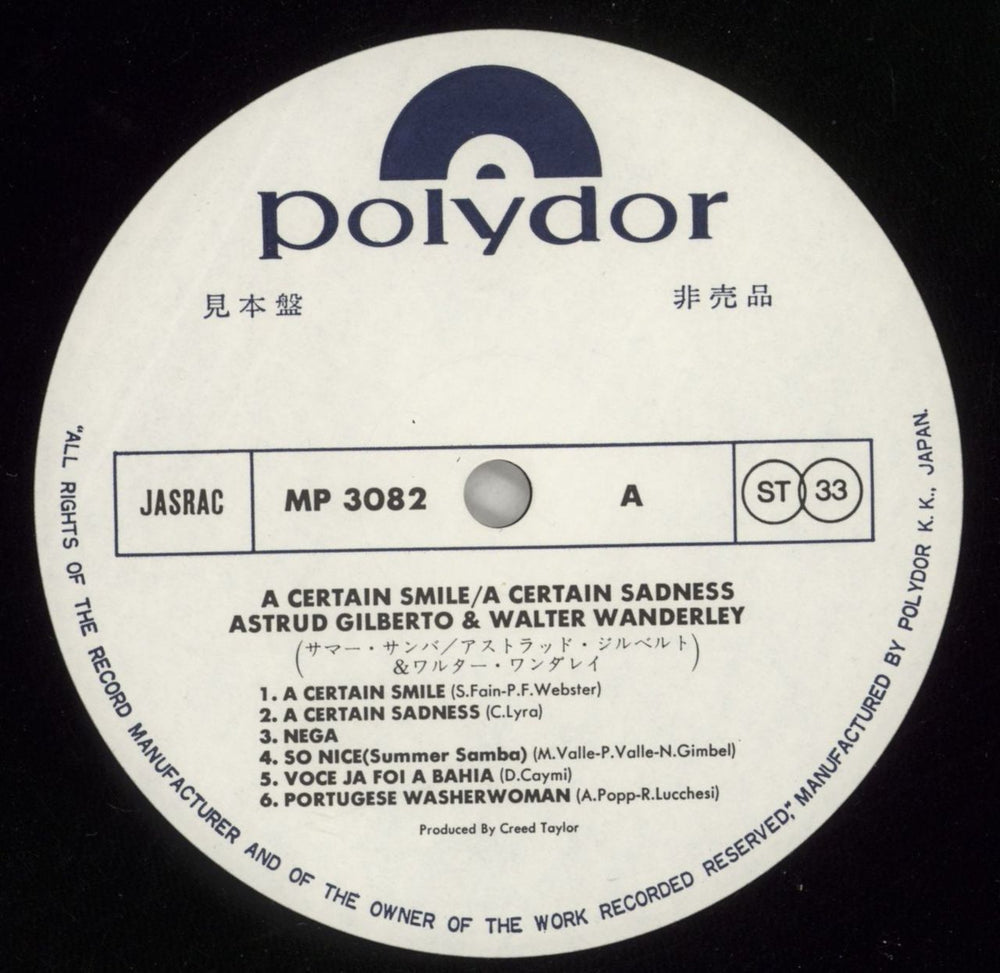 polydor
見本盤
非売品
JASRAC
MP 3082
A
ST 33
A CERTAIN SMILE/A CERTAIN SADNESS
ASTRUD GILBERTO & WALTER WANDERLEY
(サマー・サンバ/アストラッド・ジルベルト
&ワルター・ワンダレイ)
1. A CERTAIN SMILE (S.Fain-P.F.Webster)
2. A CERTAIN SADNESS (C.Lyra)
3. NEGA
4. SO NICE(Summer Samba) (M.Valle-P.Valle-N.Gimbel)
5. VOCE JA FOI A BAHIA (D.Caymi)
6. PORTUGESE WASHERWOMAN (A.Popp-R.Lucchesi)
Produced By Creed Taylor
"ALL RIGHTS OF THE RECORD MANUFACTURER AND OF THE OWNER OF THE WORK RECORDED RESERVED," MANUFACTURED BY POLYDOR K.K., JAPAN.